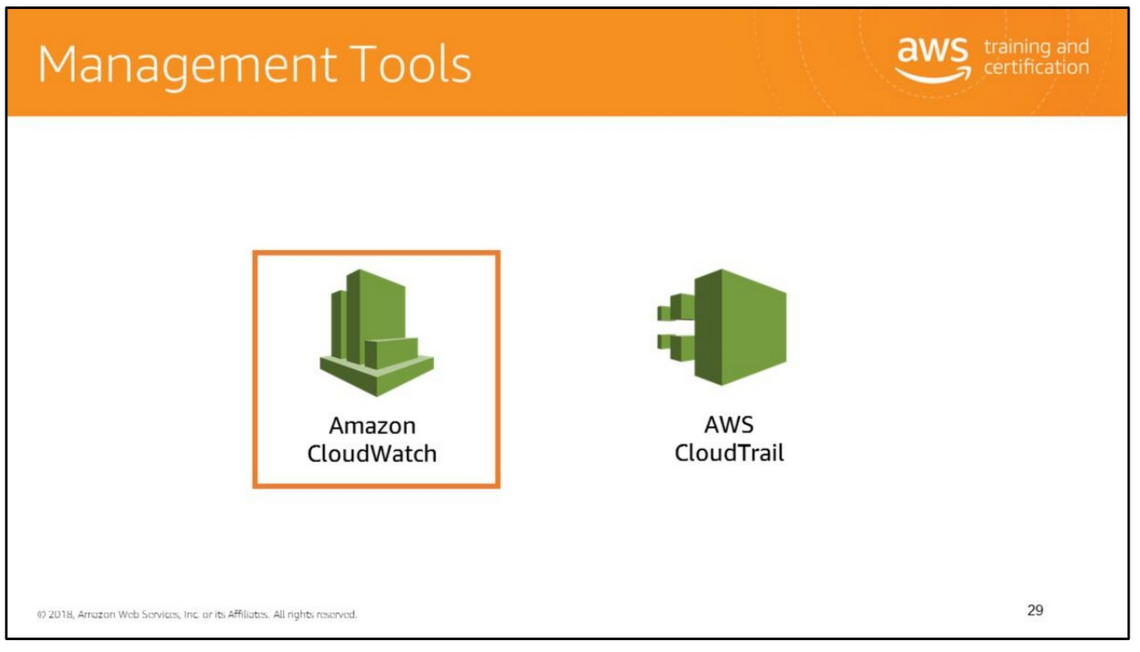 Management Tools
aws training and
certification
Amazon
CloudWatch
AWS
CloudTrail
© 2018, Amazon Web Services, Inc. or its Affiliates. All rights reserved.
29